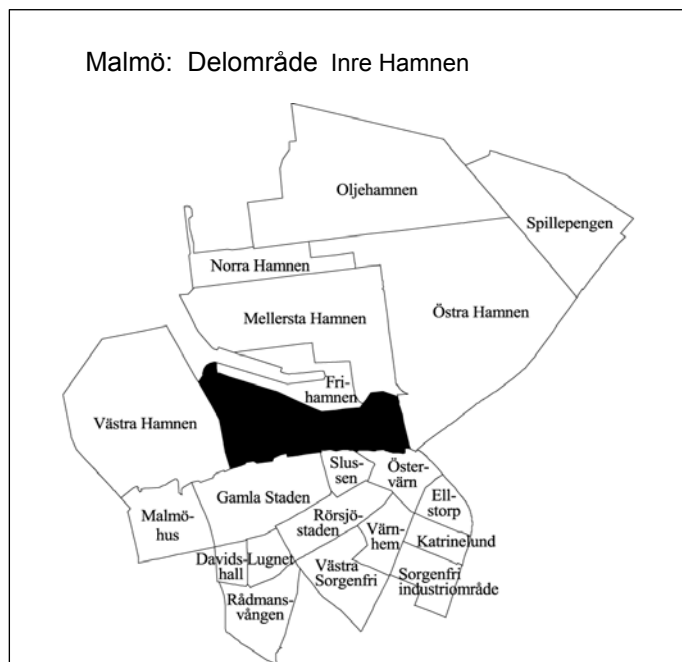 Malmö: Delområde Inre Hamnen
Oljehamnen
Spillepengen
Norra Hamnen
Mellersta Hamnen
Östra Hamnen
Fri-
hamnen
Västra Hamnen
Slus-
sen
Öster-
värn
Gamla Staden
Ell-
storp
Malmö-
hus
Rörsjö-
staden
Värn-
hem
Katrinelund
Davids-
hall
Lugnet
Västra
Sorgenfri
Sorgenfri
industriområde
Rådmans-
vången